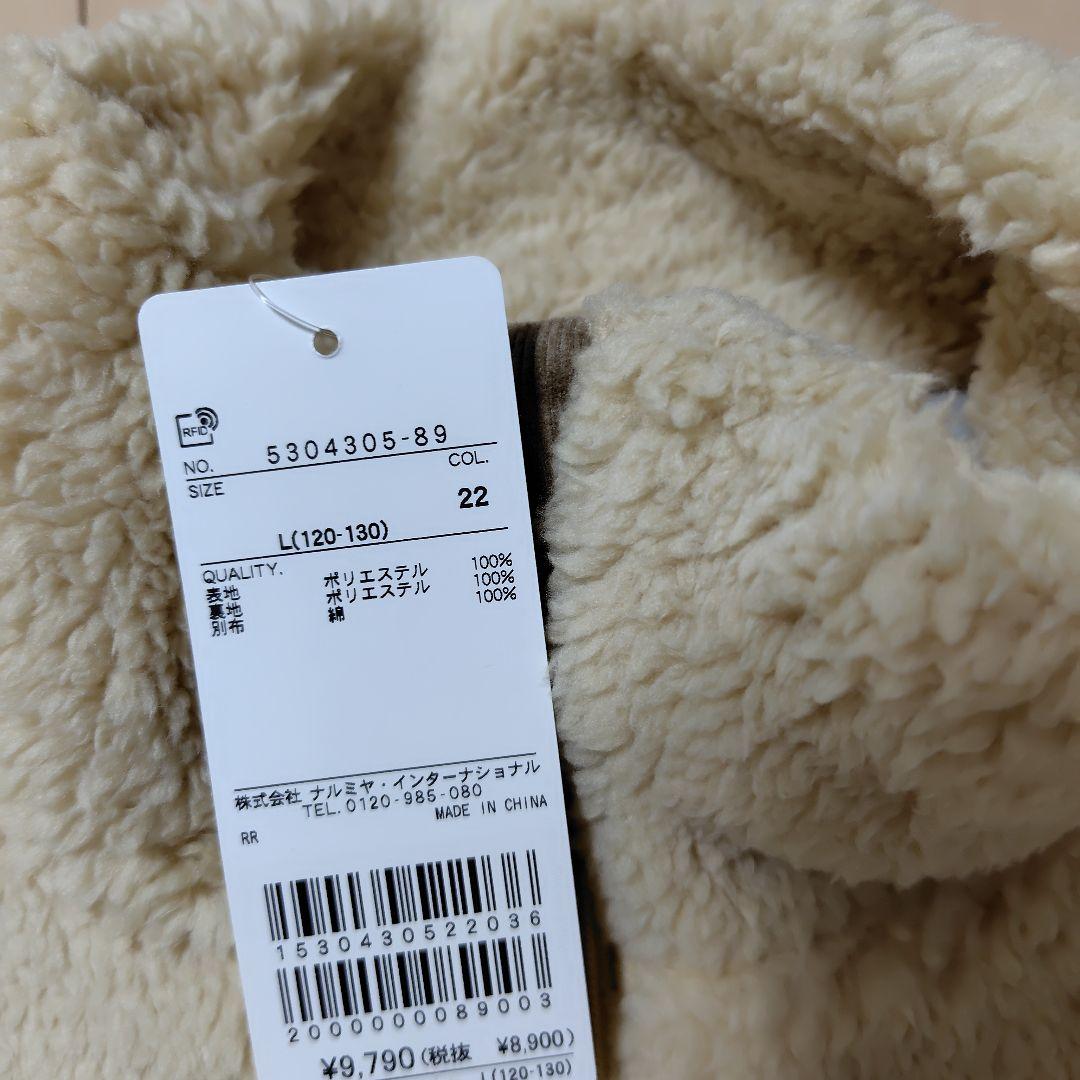 RFID
NO. 5304305-89
SIZE COL.
L(120-130) 22
QUALITY.
表地 ポリエステル 100%
裏地 ポリエステル 100%
別布 綿 100%
株式会社 ナルミヤ・インターナショナル
TEL.0120-985-080
MADE IN CHINA
RR
1530430522036
2000000089003
¥9,790(税抜 ¥8,900)
L(120-130)